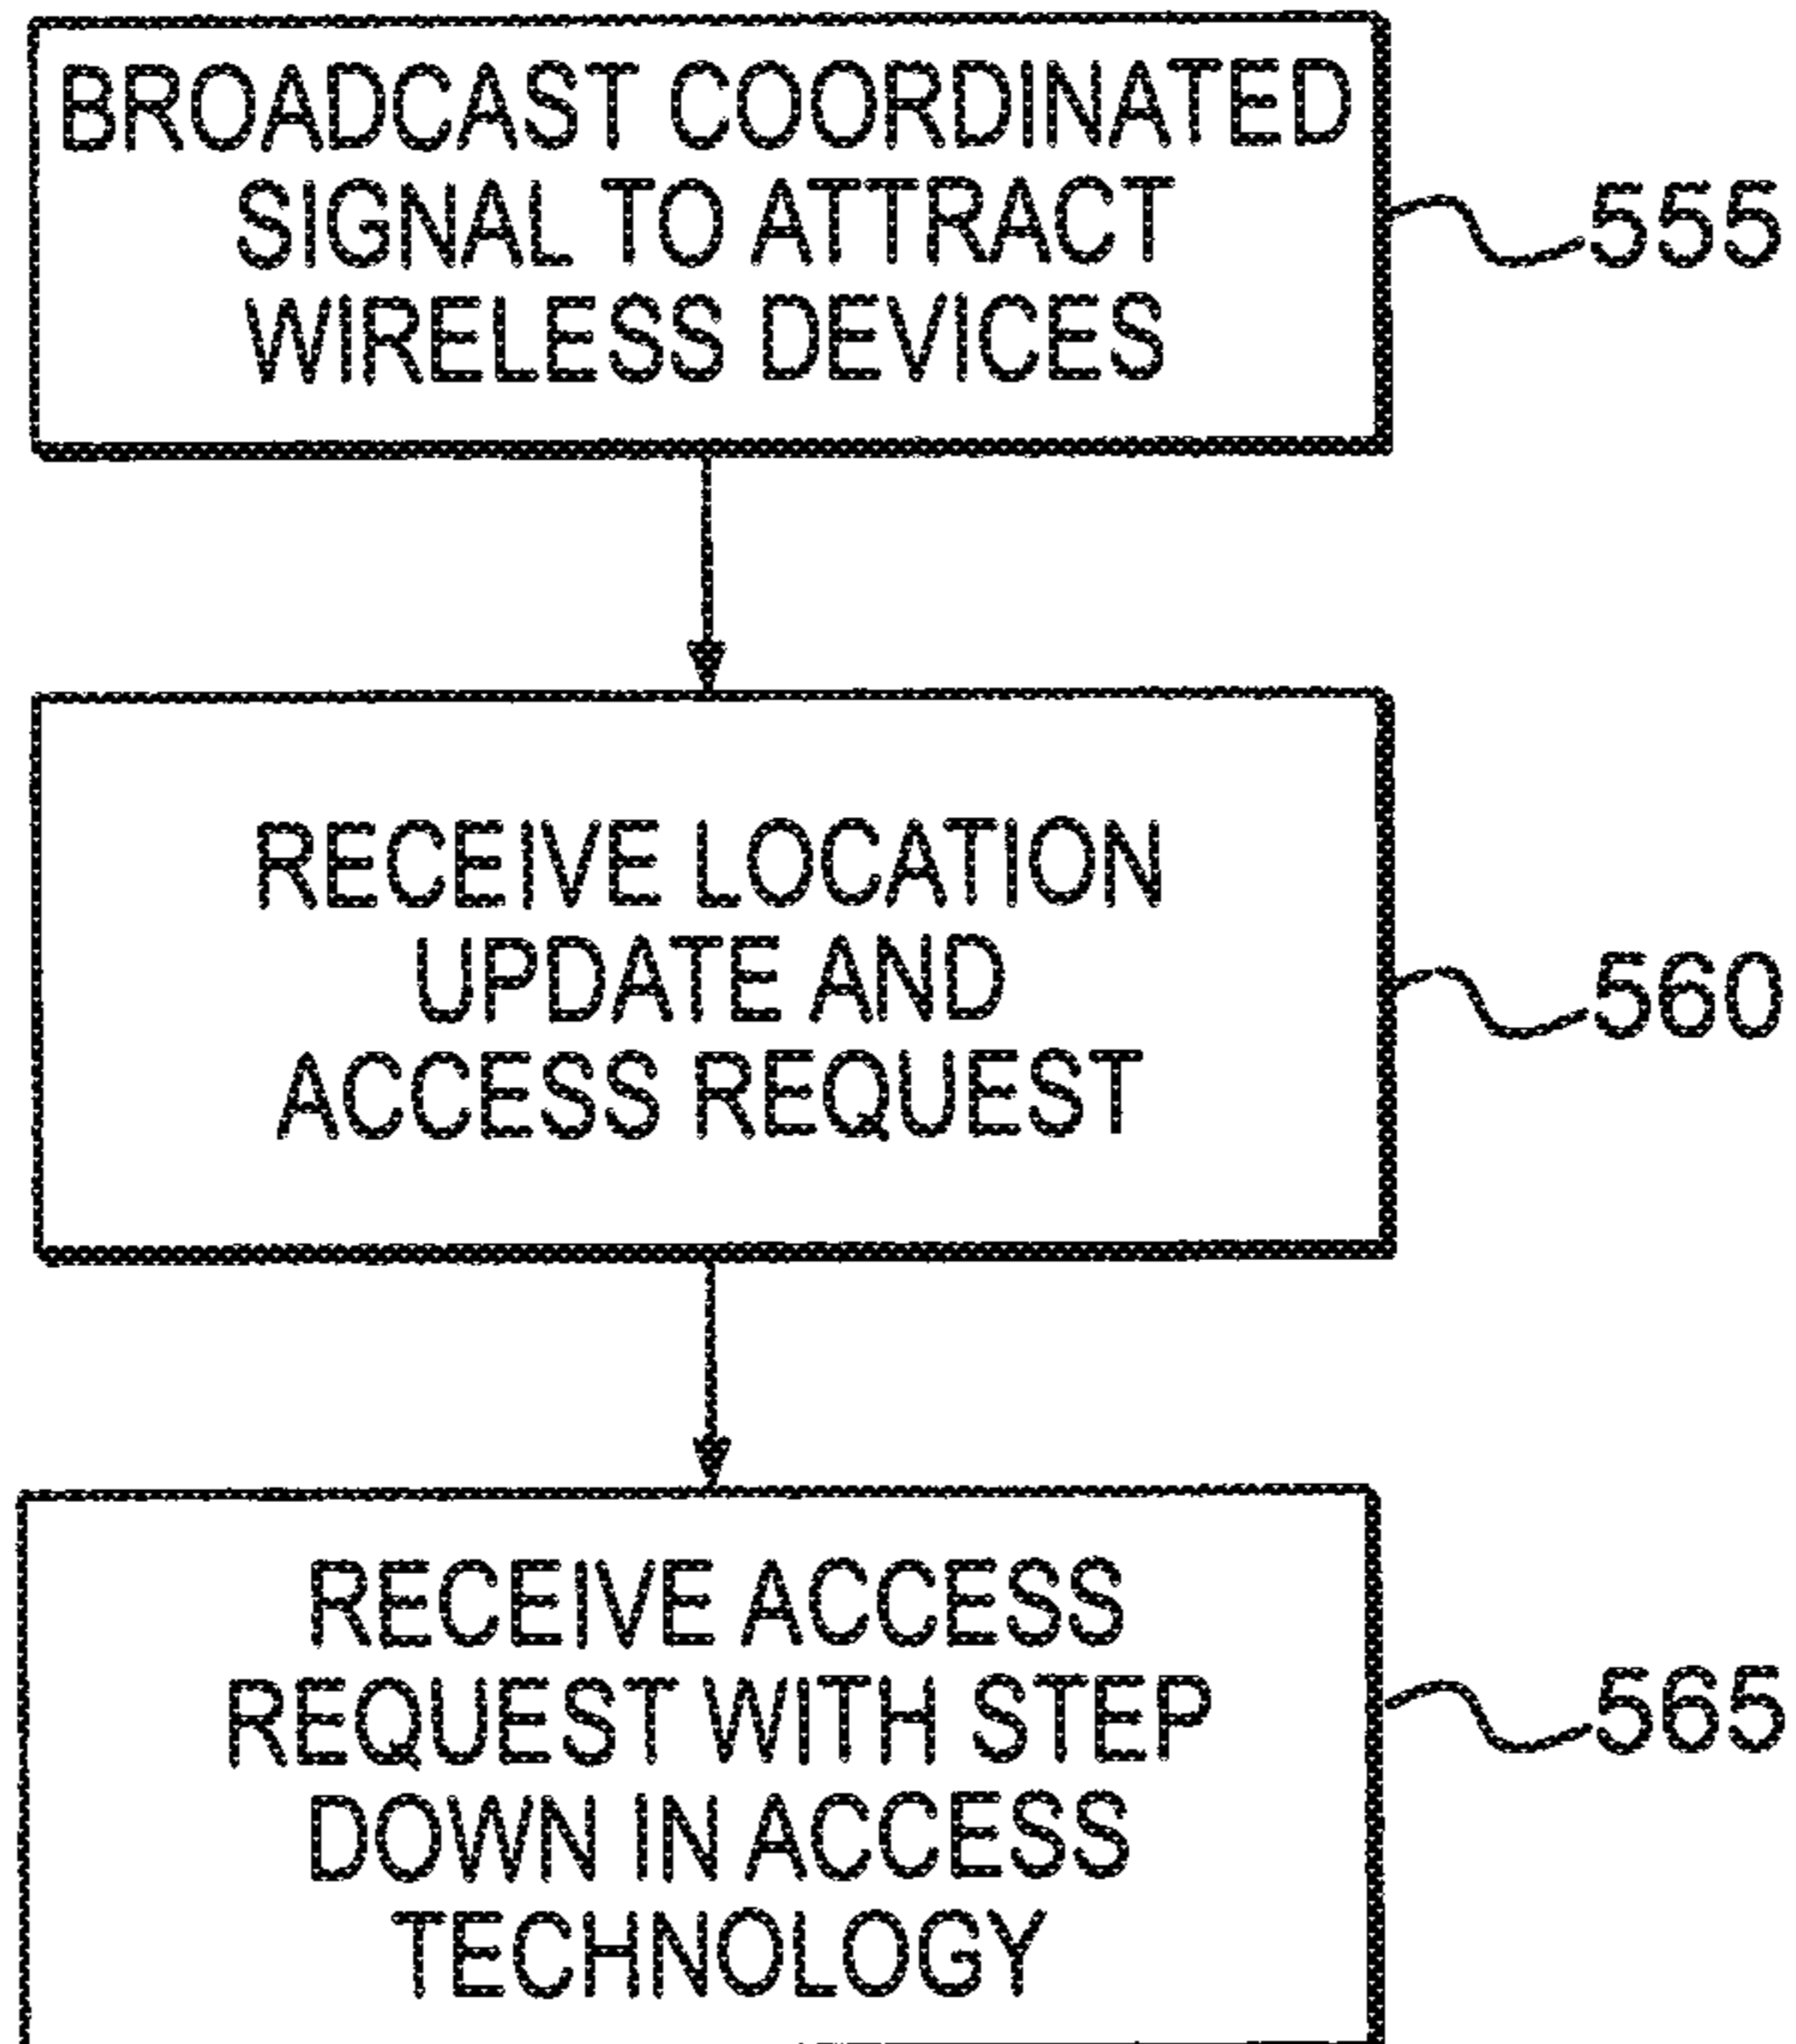 BROADCAST COORDINATED
SIGNAL TO ATTRACT
WIRELESS DEVICES
555
RECEIVE LOCATION
UPDATE AND
ACCESS REQUEST
560
RECEIVE ACCESS
REQUEST WITH STEP
DOWN IN ACCESS
TECHNOLOGY
565